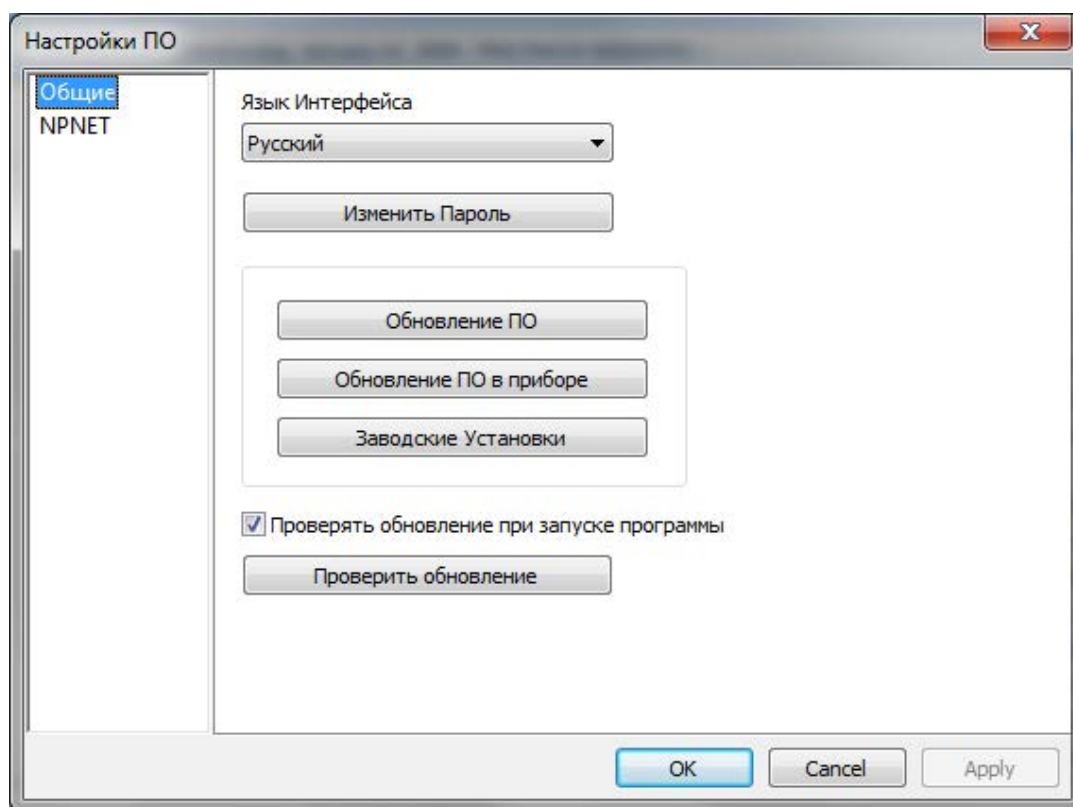 Настройки ПО
Общие
NPNET
Язык Интерфейса
Русский
Изменить Пароль
Обновление ПО
Обновление ПО в приборе
Заводские Установки
Проверять обновление при запуске программы
Проверить обновление
OK
Cancel
Apply